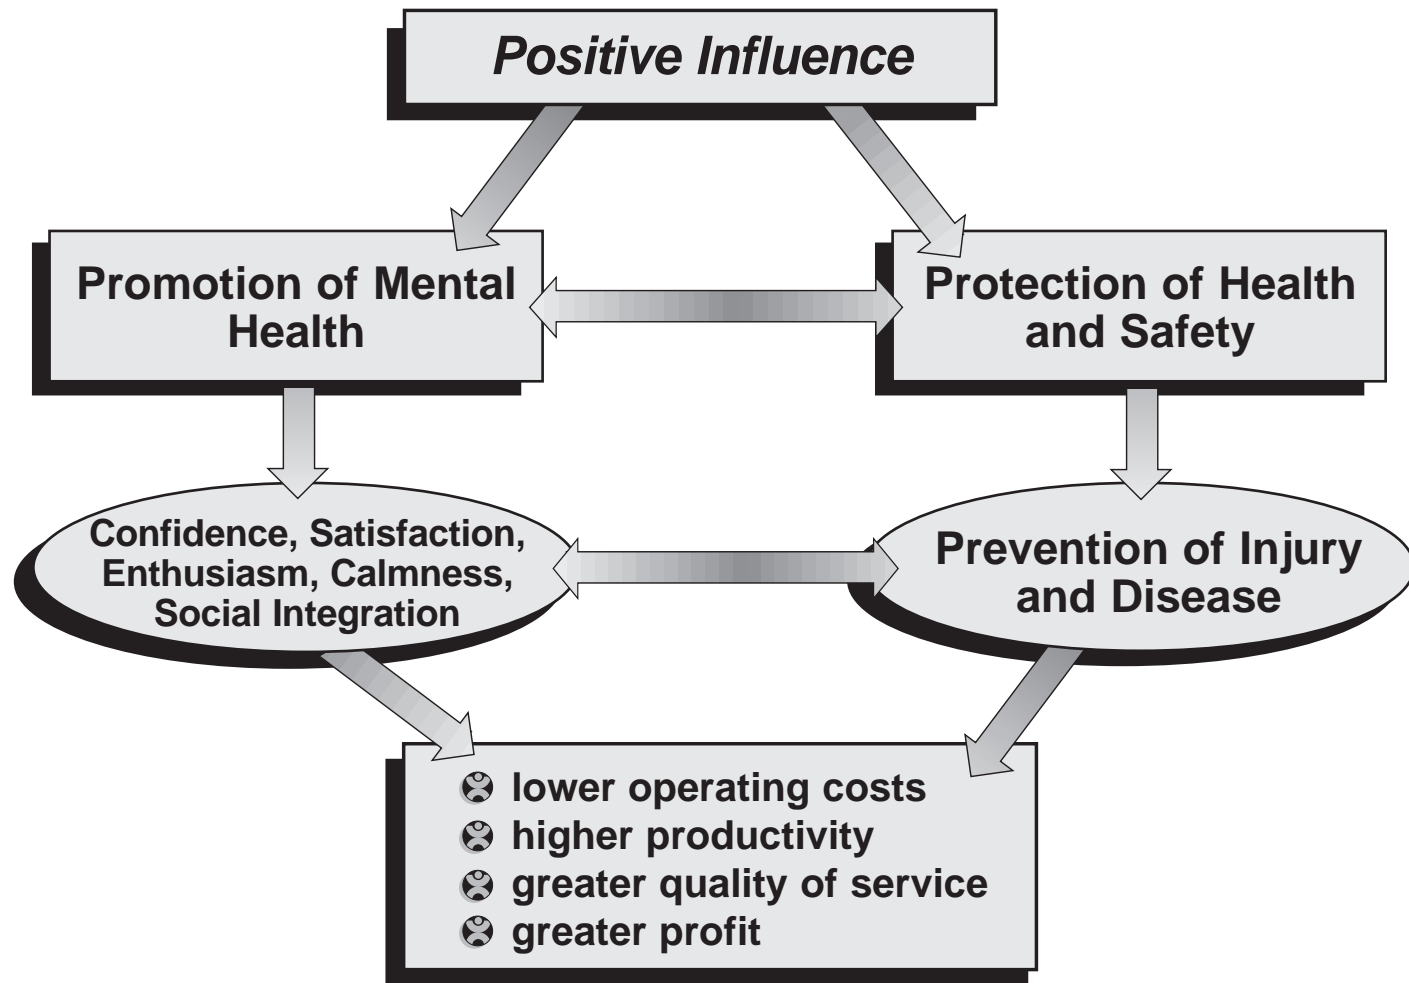 Positive Influence
Promotion of Mental
Health
Protection of Health
and Safety
Confidence, Satisfaction,
Enthusiasm, Calmness,
Social Integration
Prevention of Injury
and Disease
lower operating costs
higher productivity
greater quality of service
greater profit